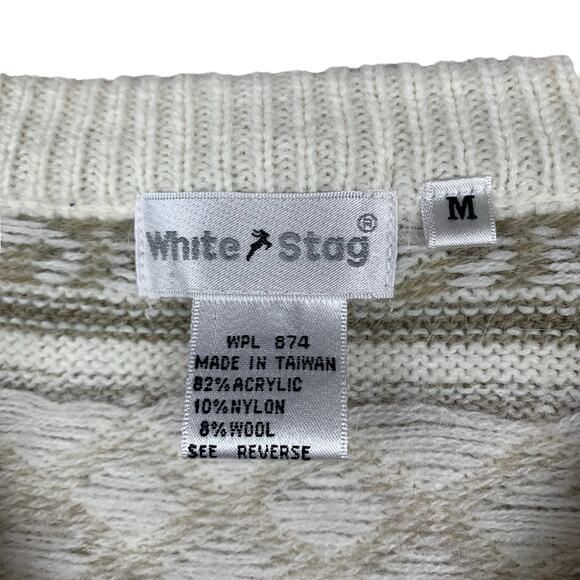 White Stag®
M
WPL 874
MADE IN TAIWAN
82% ACRYLIC
10% NYLON
8% WOOL
SEE REVERSE